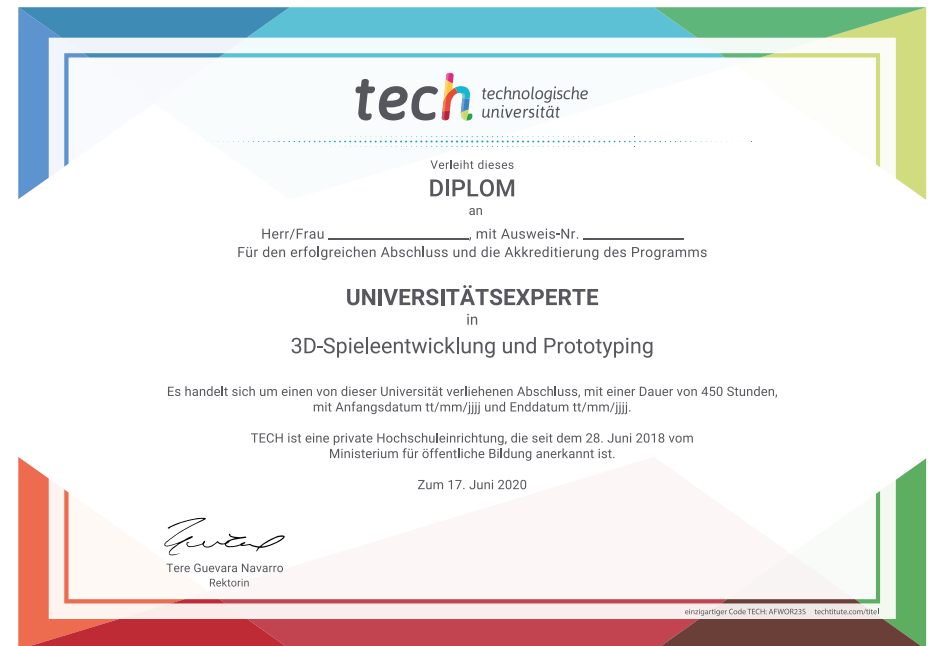 tech technologische
universität
Verleiht dieses
DIPLOM
an
Herr/Frau ________________, mit Ausweis-Nr. ____________
Für den erfolgreichen Abschluss und die Akkreditierung des Programms
UNIVERSITÄTSEXPERTE
in
3D-Spieleentwicklung und Prototyping
Es handelt sich um einen von dieser Universität verliehenen Abschluss, mit einer Dauer von 450 Stunden,
mit Anfangsdatum tt/mm/jjjj und Enddatum tt/mm/jjjj.
TECH ist eine private Hochschuleinrichtung, die seit dem 28. Juni 2018 vom
Ministerium für öffentliche Bildung anerkannt ist.
Zum 17. Juni 2020
Tere Guevara Navarro
Rektorin
einzigartiger Code TECH: AFWOR23S techtitute.com/titel